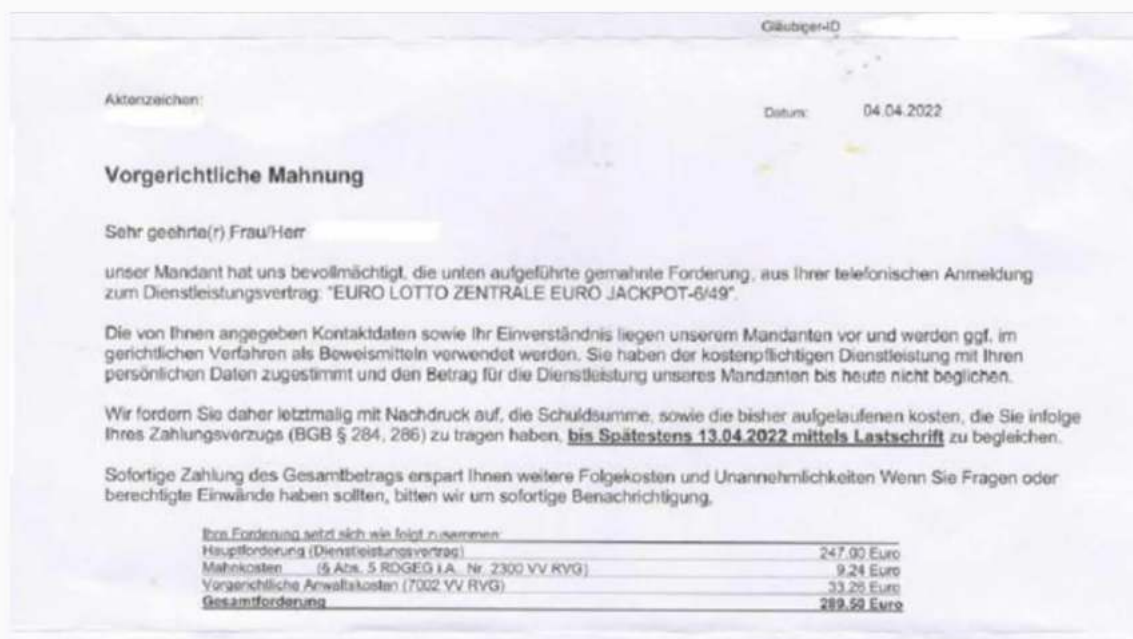 Gläubiger-ID
Aktenzeichen:
Datum: 04.04.2022
Vorgerichtliche Mahnung
Sehr geehrte(r) Frau/Herr
unser Mandant hat uns bevollmächtigt, die unten aufgeführte gemahnte Forderung, aus Ihrer telefonischen Anmeldung
zum Dienstleistungsvertrag: "EURO LOTTO ZENTRALE EURO JACKPOT-6/49".
Die von Ihnen angegeben Kontaktdaten sowie Ihr Einverständnis liegen unserem Mandanten vor und werden ggf. im
gerichtlichen Verfahren als Beweismitteln verwendet werden. Sie haben der kostenpflichtigen Dienstleistung mit Ihren
persönlichen Daten zugestimmt und den Betrag für die Dienstleistung unseres Mandanten bis heute nicht beglichen.
Wir fordern Sie daher letztmalig mit Nachdruck auf, die Schuldsumme, sowie die bisher aufgelaufenen kosten, die Sie infolge
Ihres Zahlungsverzugs (BGB § 284, 286) zu tragen haben, bis Spätestens 13.04.2022 mittels Lastschrift zu begleichen.
Sofortige Zahlung des Gesamtbetrags erspart Ihnen weitere Folgekosten und Unannehmlichkeiten Wenn Sie Fragen oder
berechtigte Einwände haben sollten, bitten wir um sofortige Benachrichtigung,
Ihre Forderung setzt sich wie folgt zusammen:
Hauptforderung (Dienstleistungsvertrag) 247.00 Euro
Mahnkosten (§ Abs. 5 RDGEG i.A. Nr. 2300 VV RVG) 9.24 Euro
Vorgerichtliche Anwaltskosten (7002 VV RVG) 33.26 Euro
Gesamtforderung 289.50 Euro